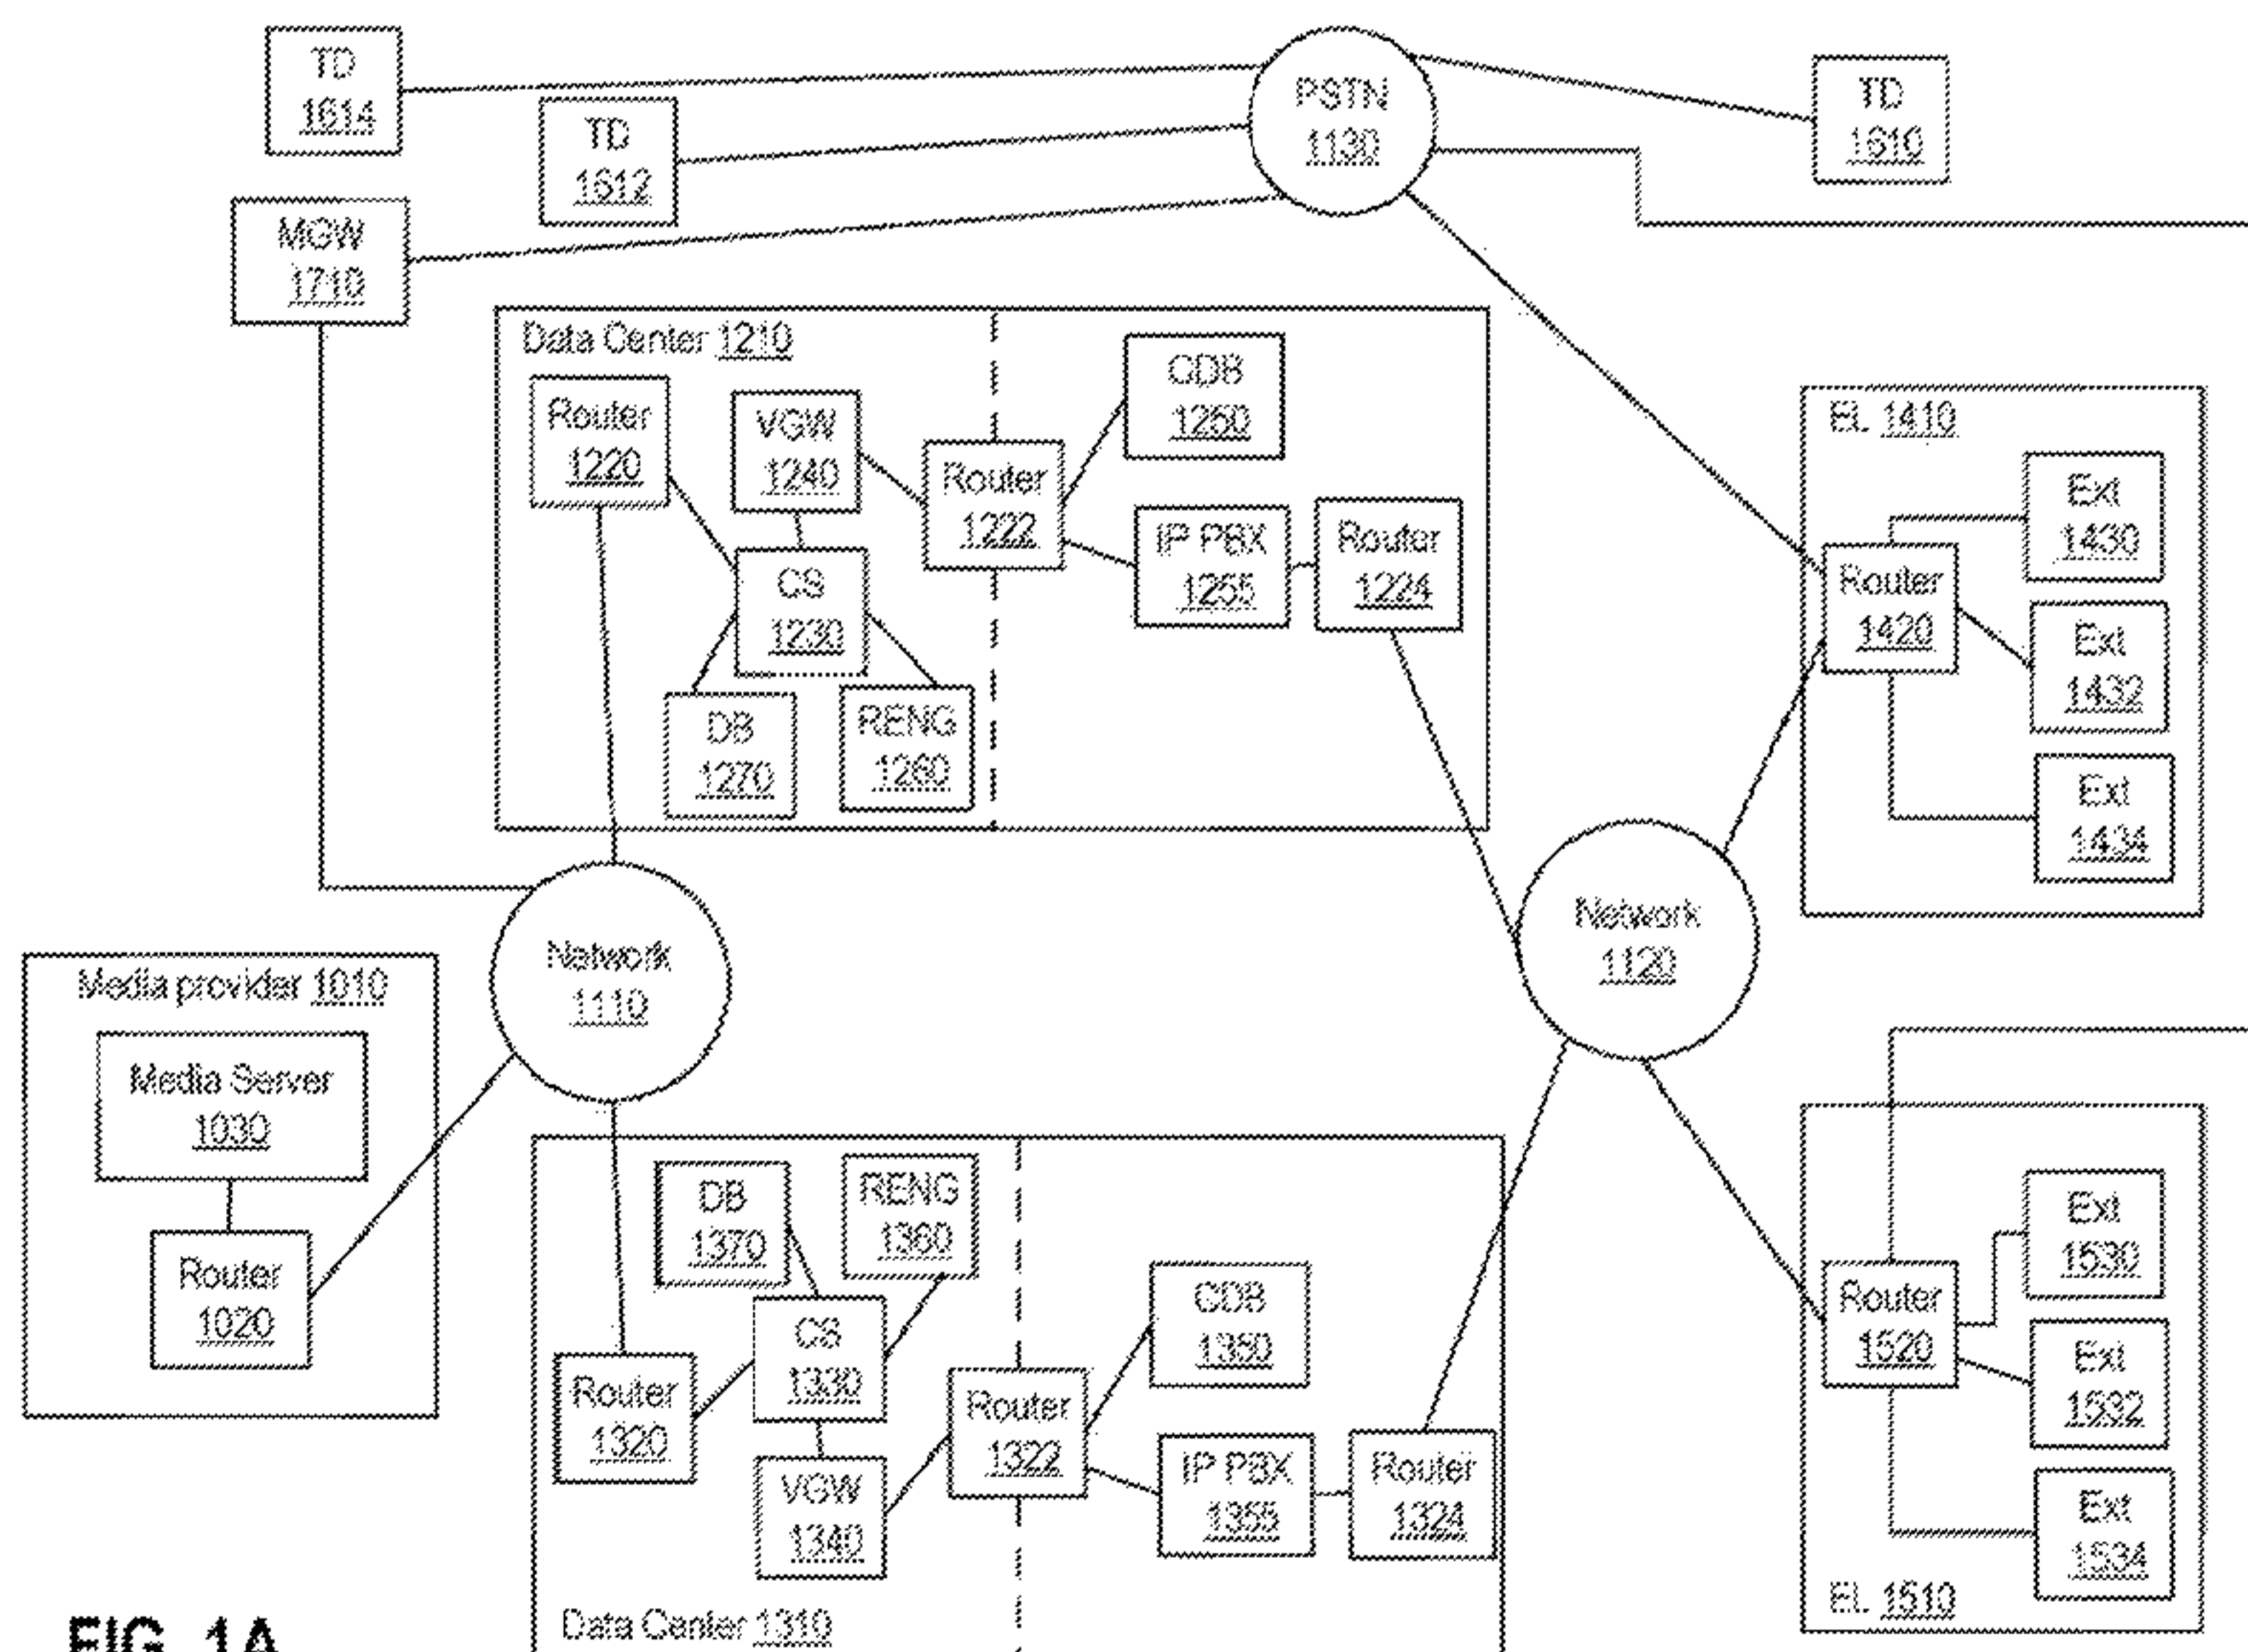 TD
1614
TD
1612
PSTN
1130
TD
1610
MGW
1710
Data Center 1210
Router
1220
VGW
1240
Router
1222
CDB
1250
IP PBX
1255
Router
1224
CS
1230
DB
1270
RENG
1260
EL 1410
Router
1420
Ext
1430
Ext
1432
Ext
1434
Network
1110
Network
1120
Media provider 1010
Media Server
1030
Router
1020
DB
1370
RENG
1360
CS
1330
Router
1320
VGW
1340
Router
1322
CDB
1350
IP PBX
1355
Router
1324
Data Center 1310
Router
1520
Ext
1530
Ext
1532
Ext
1534
EL 1510
FIG. 1A